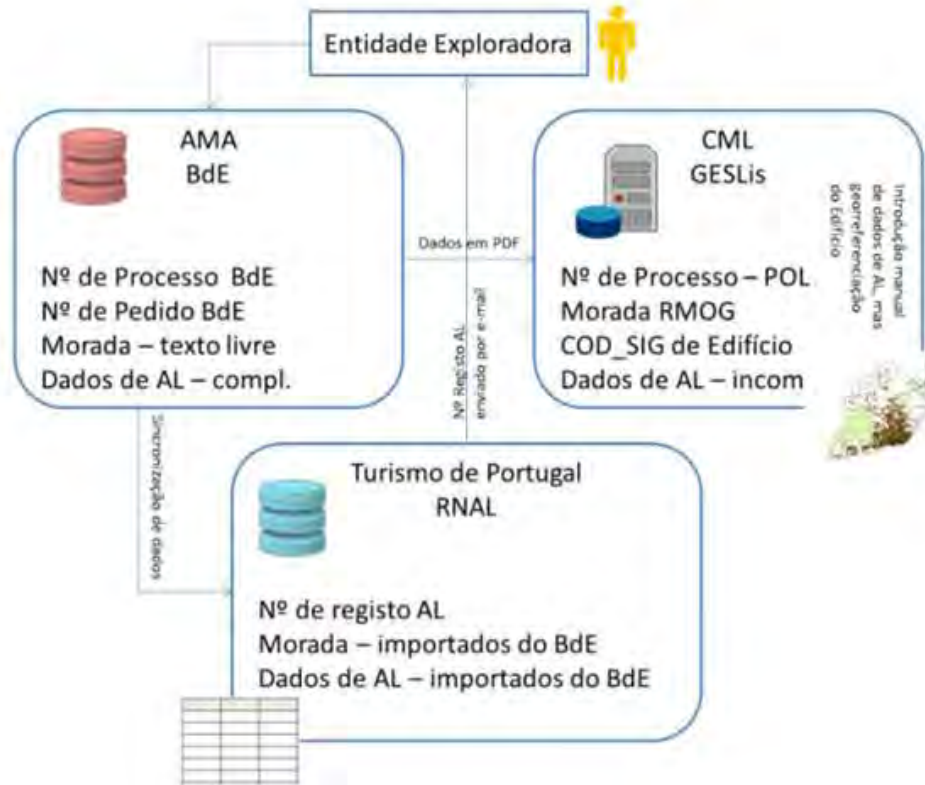 Entidade Exploradora
AMA
BdE
Nº de Processo BdE
Nº de Pedido BdE
Morada – texto livre
Dados de AL – compl.
Dados em PDF
CML
GESLis
Nº de Processo – POL
Morada RMOG
COD_SIG de Edifício
Dados de AL – incom
Introdução manual
de dados de AL, mas
georreferenciação
do Edifício
Nº Registo AL
enviado por e-mail
Sincronização de dados
Turismo de Portugal
RNAL
Nº de registo AL
Morada – importados do BdE
Dados de AL – importados do BdE